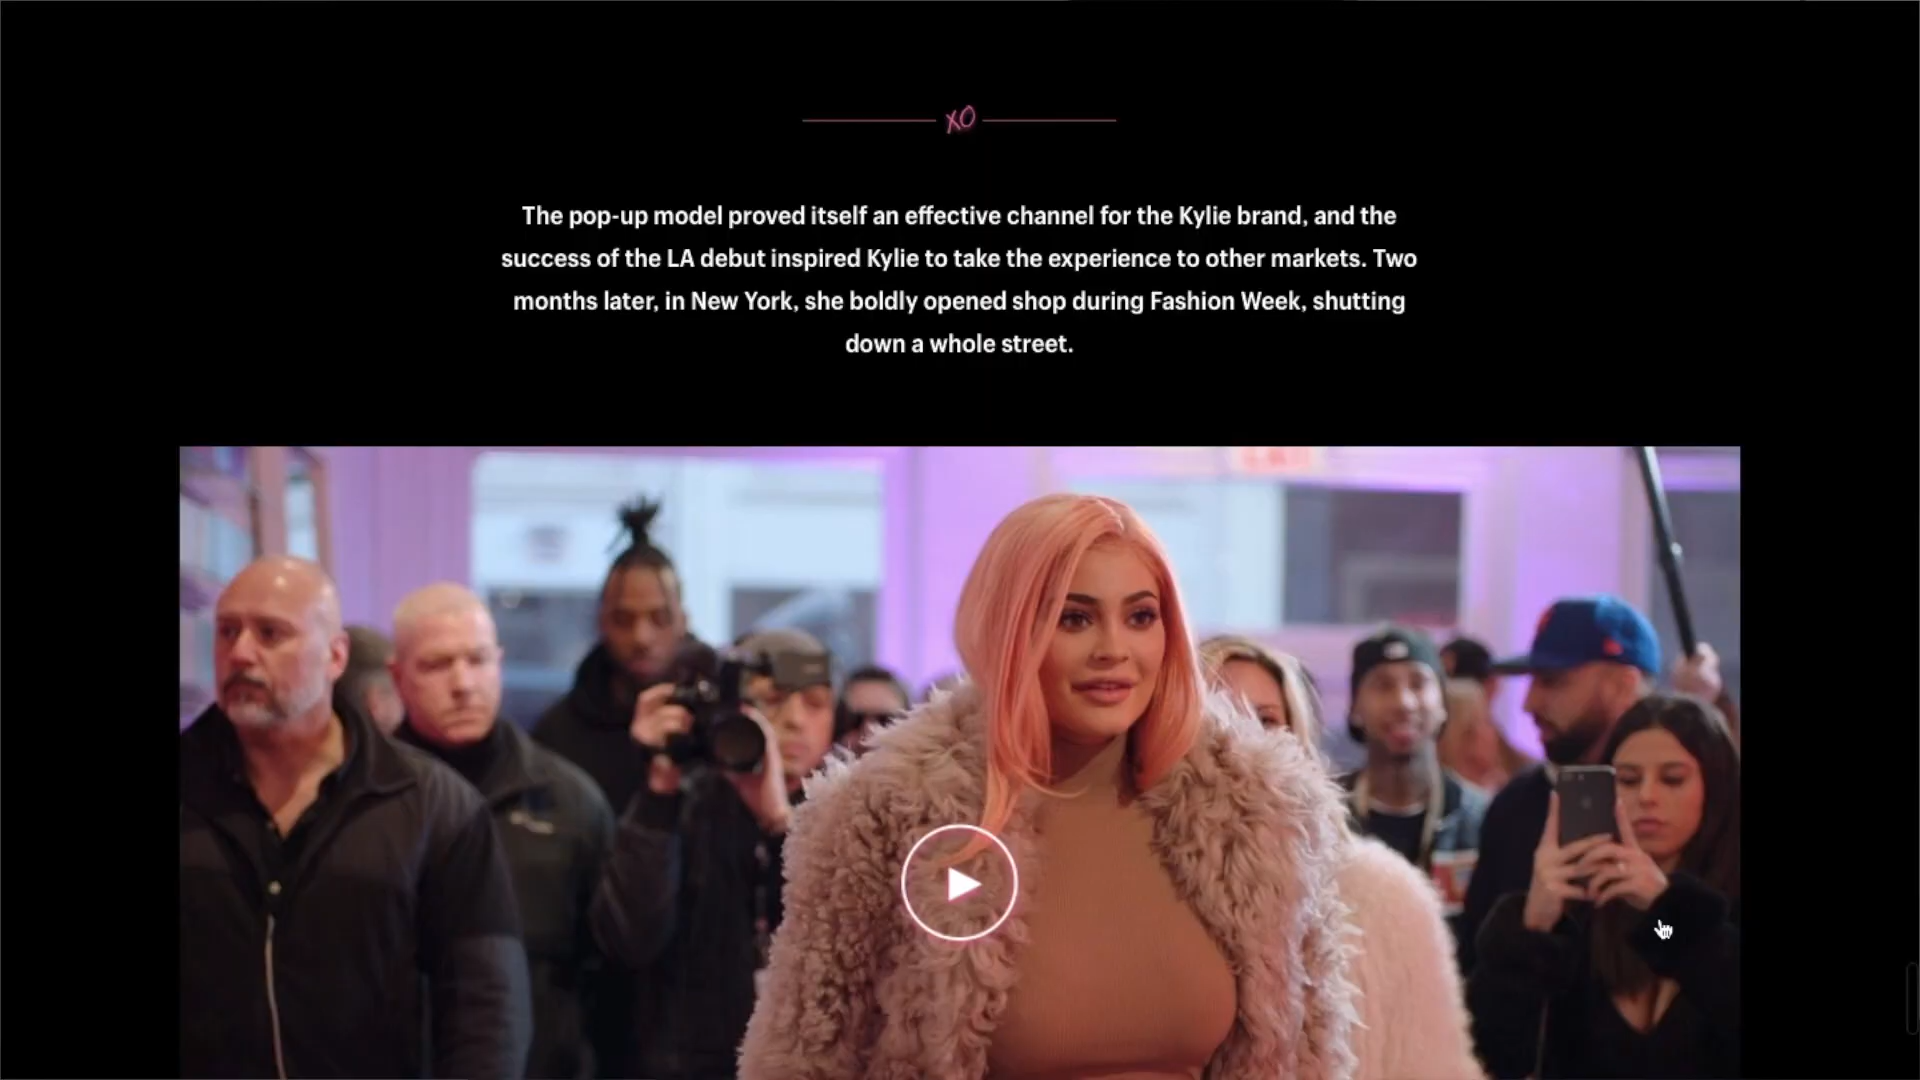 XO
The pop-up model proved itself an effective channel for the Kylie brand, and the
success of the LA debut inspired Kylie to take the experience to other markets. Two
months later, in New York, she boldly opened shop during Fashion Week, shutting
down a whole street.